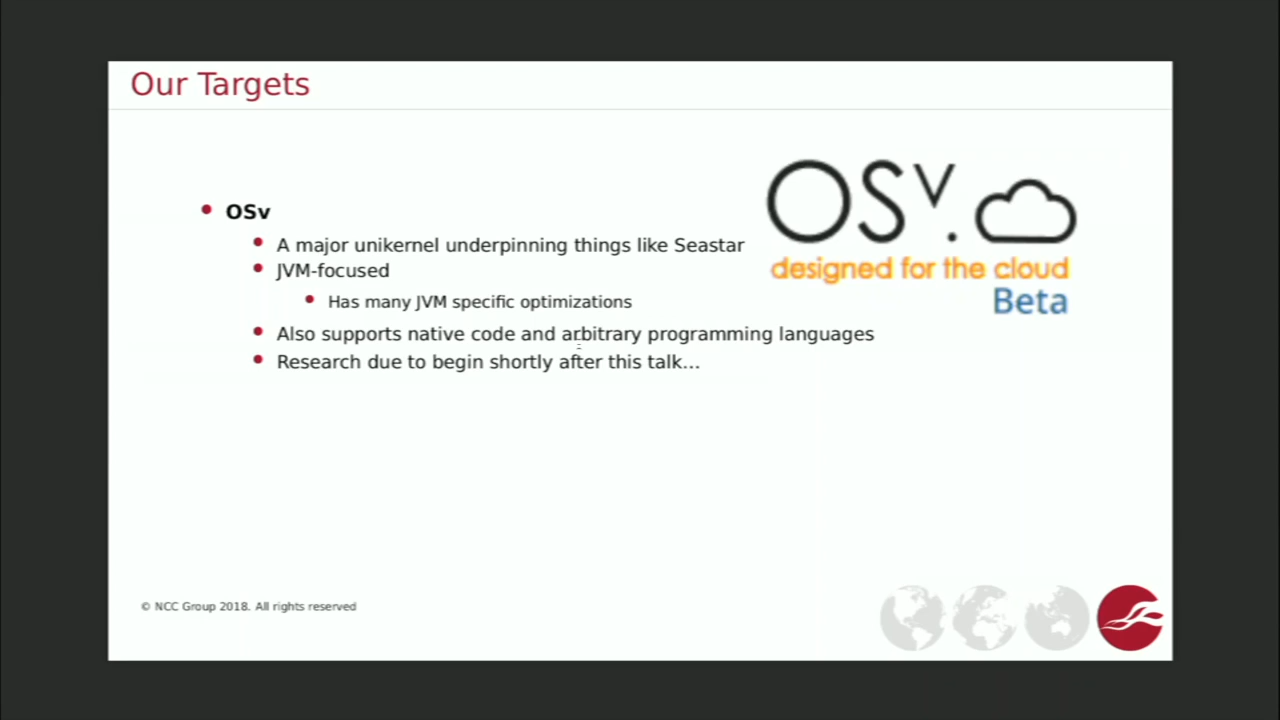 Our Targets
OSv
A major unikernel underpinning things like Seastar
JVM-focused
Has many JVM specific optimizations
Also supports native code and arbitrary programming languages
Research due to begin shortly after this talk...
OSv.
designed for the cloud
Beta
© NCC Group 2018. All rights reserved